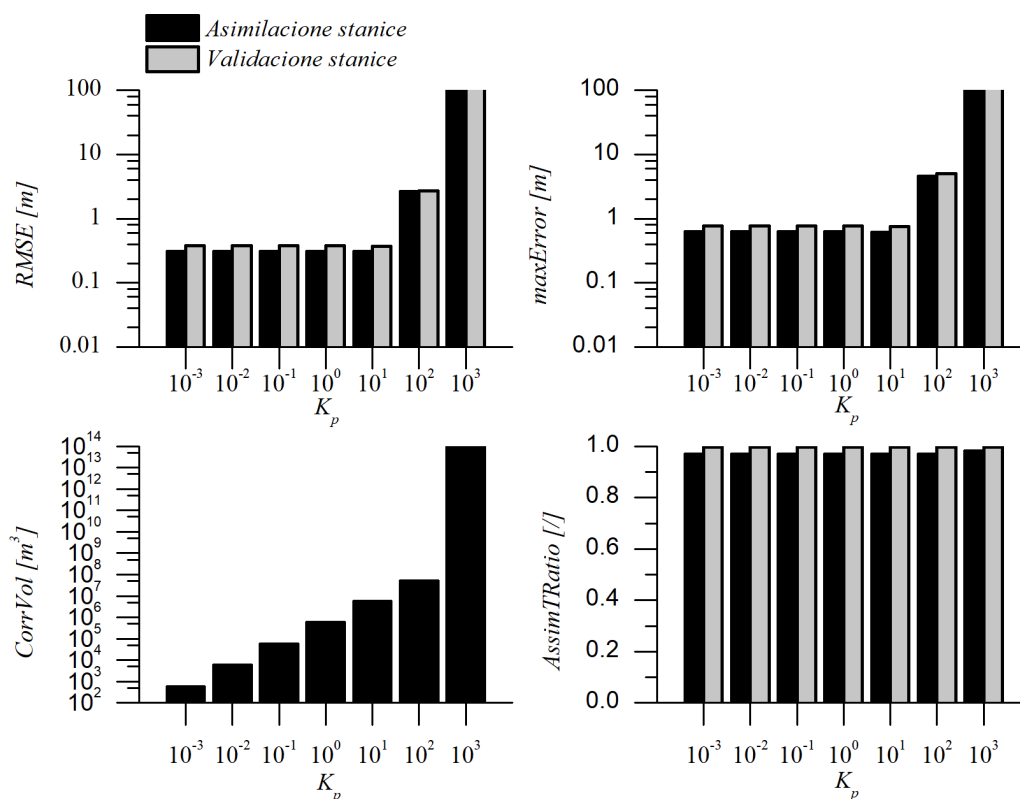 Asimilacione stanice
Validacione stanice
RMSE [m]
100
10
1
0.1
0.01
10⁻³ 10⁻² 10⁻¹ 10⁰ 10¹ 10² 10³
Kₚ
maxError [m]
100
10
1
0.1
0.01
10⁻³ 10⁻² 10⁻¹ 10⁰ 10¹ 10² 10³
Kₚ
CorrVol [m³]
10¹⁴
10¹³
10¹²
10¹¹
10¹⁰
10⁹
10⁸
10⁷
10⁶
10⁵
10⁴
10³
10²
10⁻³ 10⁻² 10⁻¹ 10⁰ 10¹ 10² 10³
Kₚ
AssimTRatio [/]
1.0
0.8
0.6
0.4
0.2
0.0
10⁻³ 10⁻² 10⁻¹ 10⁰ 10¹ 10² 10³
Kₚ